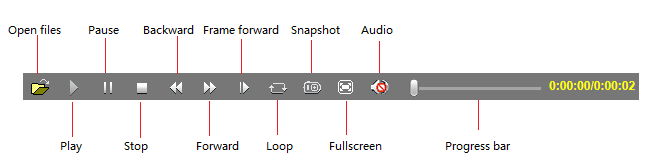 Open files Pause Backward Frame forward Snapshot Audio
0:00:00/0:00:02
Play Stop Forward Loop Fullscreen Progress bar